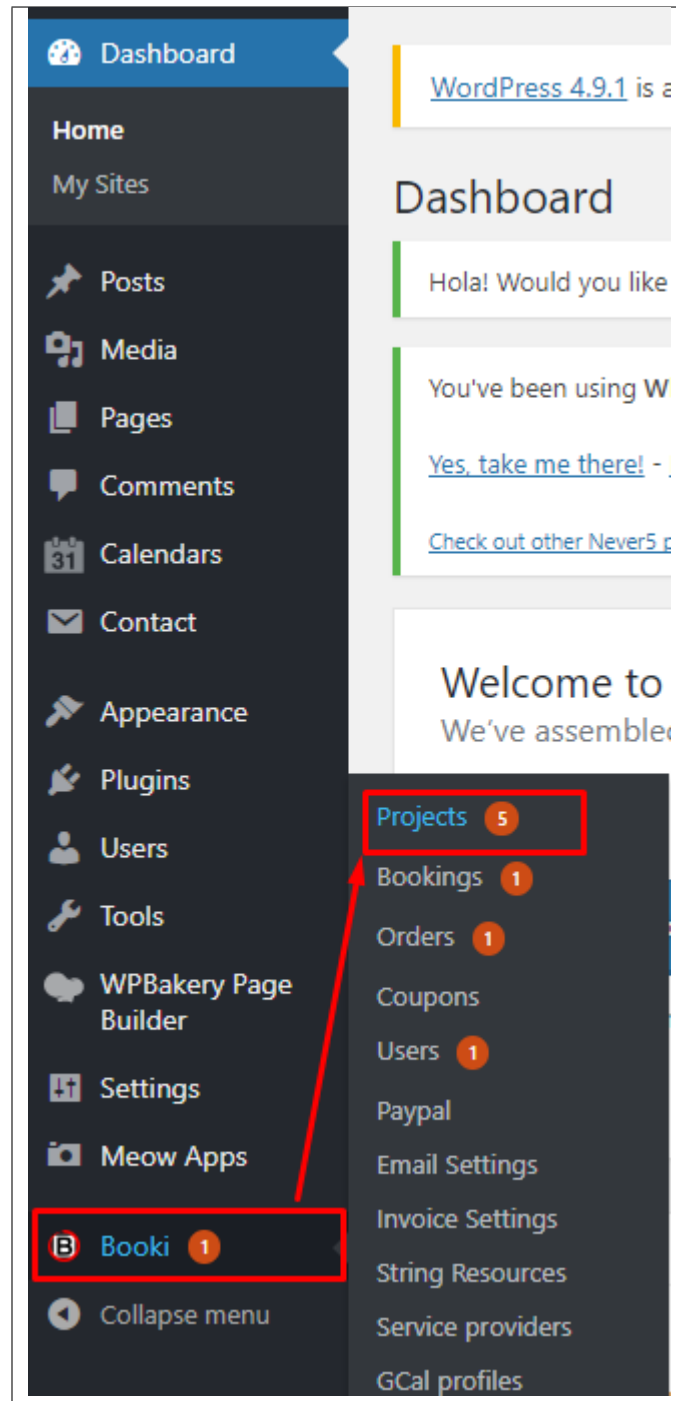 Dashboard
Home
My Sites
Posts
Media
Pages
Comments
31
Calendars
Contact
Appearance
Plugins
Users
Tools
WPBakery Page
Builder
Settings
Meow Apps
B
Booki 1
Collapse menu
WordPress 4.9.1 is a
Dashboard
Hola! Would you like
You've been using W
Yes, take me there! -
Check out other Never5 p
Welcome to
We've assembled
Projects 5
Bookings 1
Orders 1
Coupons
Users 1
Paypal
Email Settings
Invoice Settings
String Resources
Service providers
GCal profiles